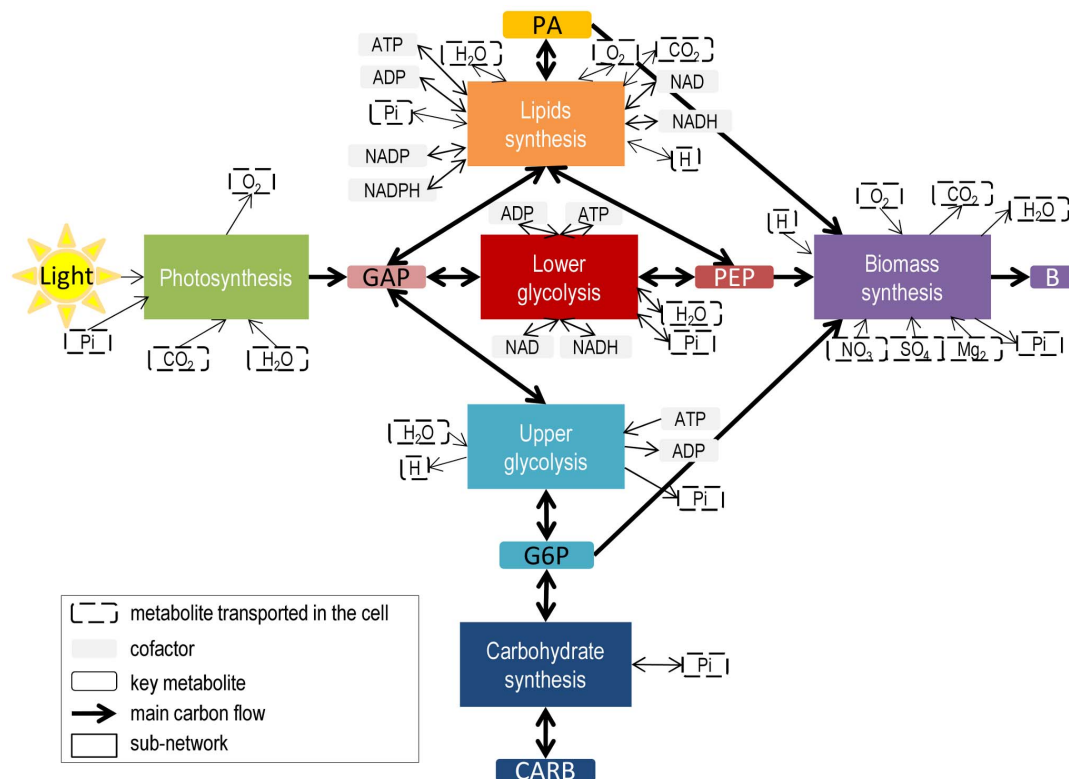 PA
ATP
H₂O
O₂
CO₂
ADP
NAD
Pi
Lipids
synthesis
NADH
NADP
H
NADPH
O₂
ADP
ATP
H
O₂
CO₂
H₂O
Light
Photosynthesis
GAP
Lower
glycolysis
PEP
Biomass
synthesis
B
Pi
CO₂
H₂O
NAD
NADH
H₂O
Pi
NO₃
SO₄
Mg₂
Pi
H₂O
H
Upper
glycolysis
ATP
ADP
Pi
G6P
metabolite transported in the cell
cofactor
key metabolite
main carbon flow
sub-network
Carbohydrate
synthesis
Pi
CARB